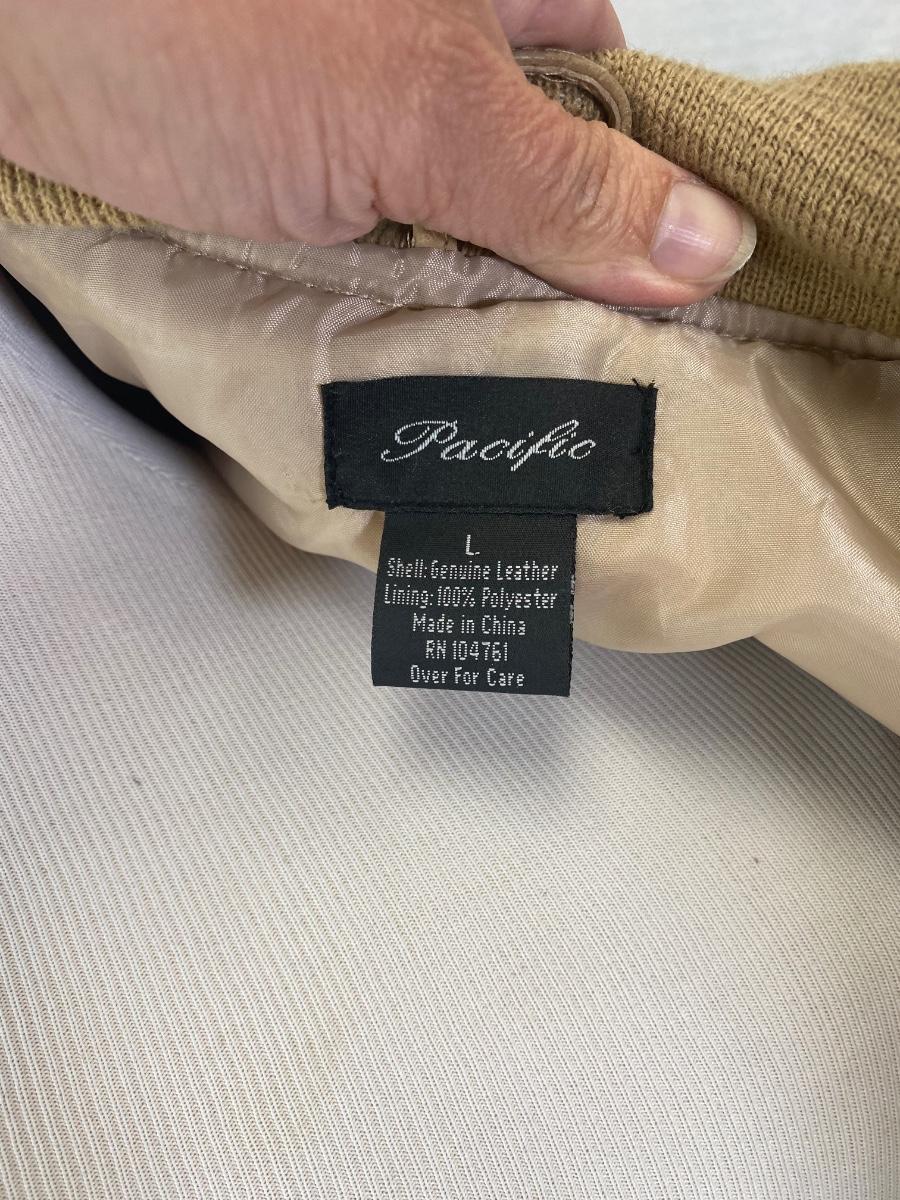 Pacific
L
Shell: Genuine Leather
Lining: 100% Polyester
Made in China
RN 104761
Over For Care